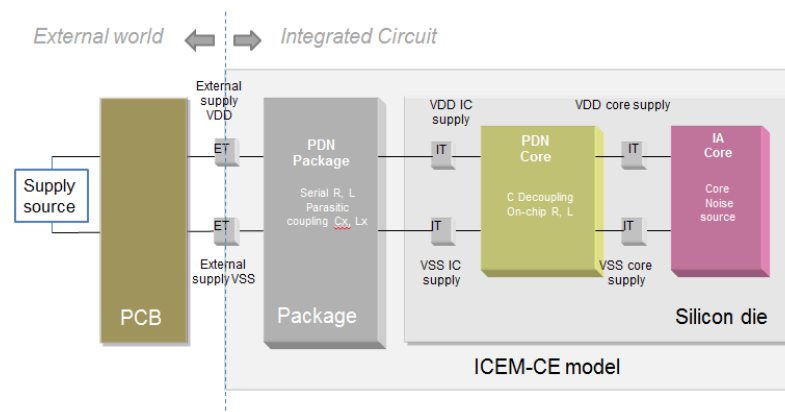 External world
Integrated Circuit
External
supply
VDD
VDD IC
supply
VDD core supply
ET
PDN
Package
IT
PDN
Core
IT
IA
Core
Supply
source
Serial R, L
Parasitic
coupling Cx, Lx
C Decoupling
On-chip R, L
Core
Noise
source
ET
IT
IT
External
supply VSS
VSS IC
supply
VSS core
supply
PCB
Package
Silicon die
ICEM-CE model